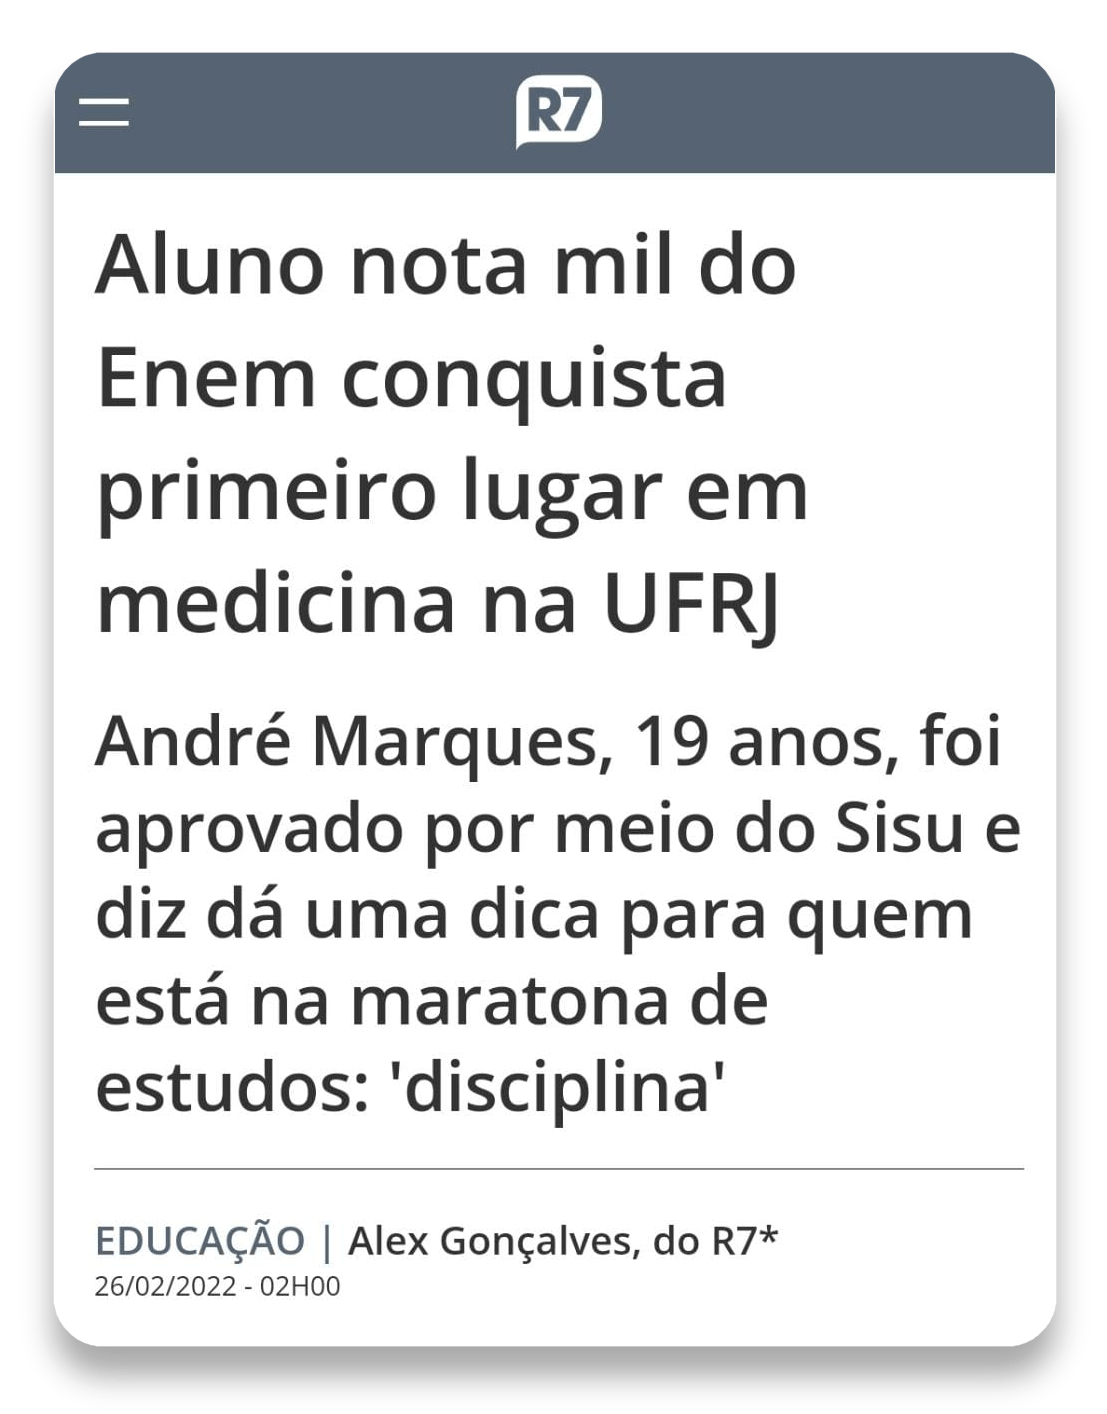 R7
Aluno nota mil do
Enem conquista
primeiro lugar em
medicina na UFRJ
André Marques, 19 anos, foi
aprovado por meio do Sisu e
diz dá uma dica para quem
está na maratona de
estudos: 'disciplina'
EDUCAÇÃO | Alex Gonçalves, do R7*
26/02/2022 - 02H00